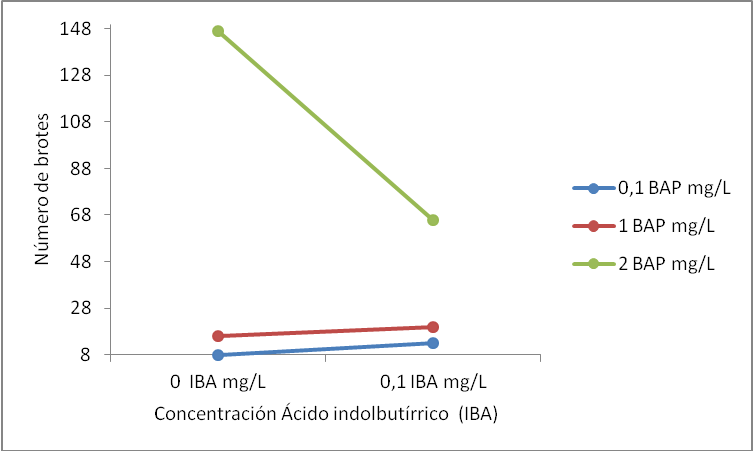 148
128
108
88
68
48
28
8
Número de brotes
0 IBA mg/L
0,1 IBA mg/L
Concentración Ácido indolbutírrico (IBA)
0,1 BAP mg/L
1 BAP mg/L
2 BAP mg/L